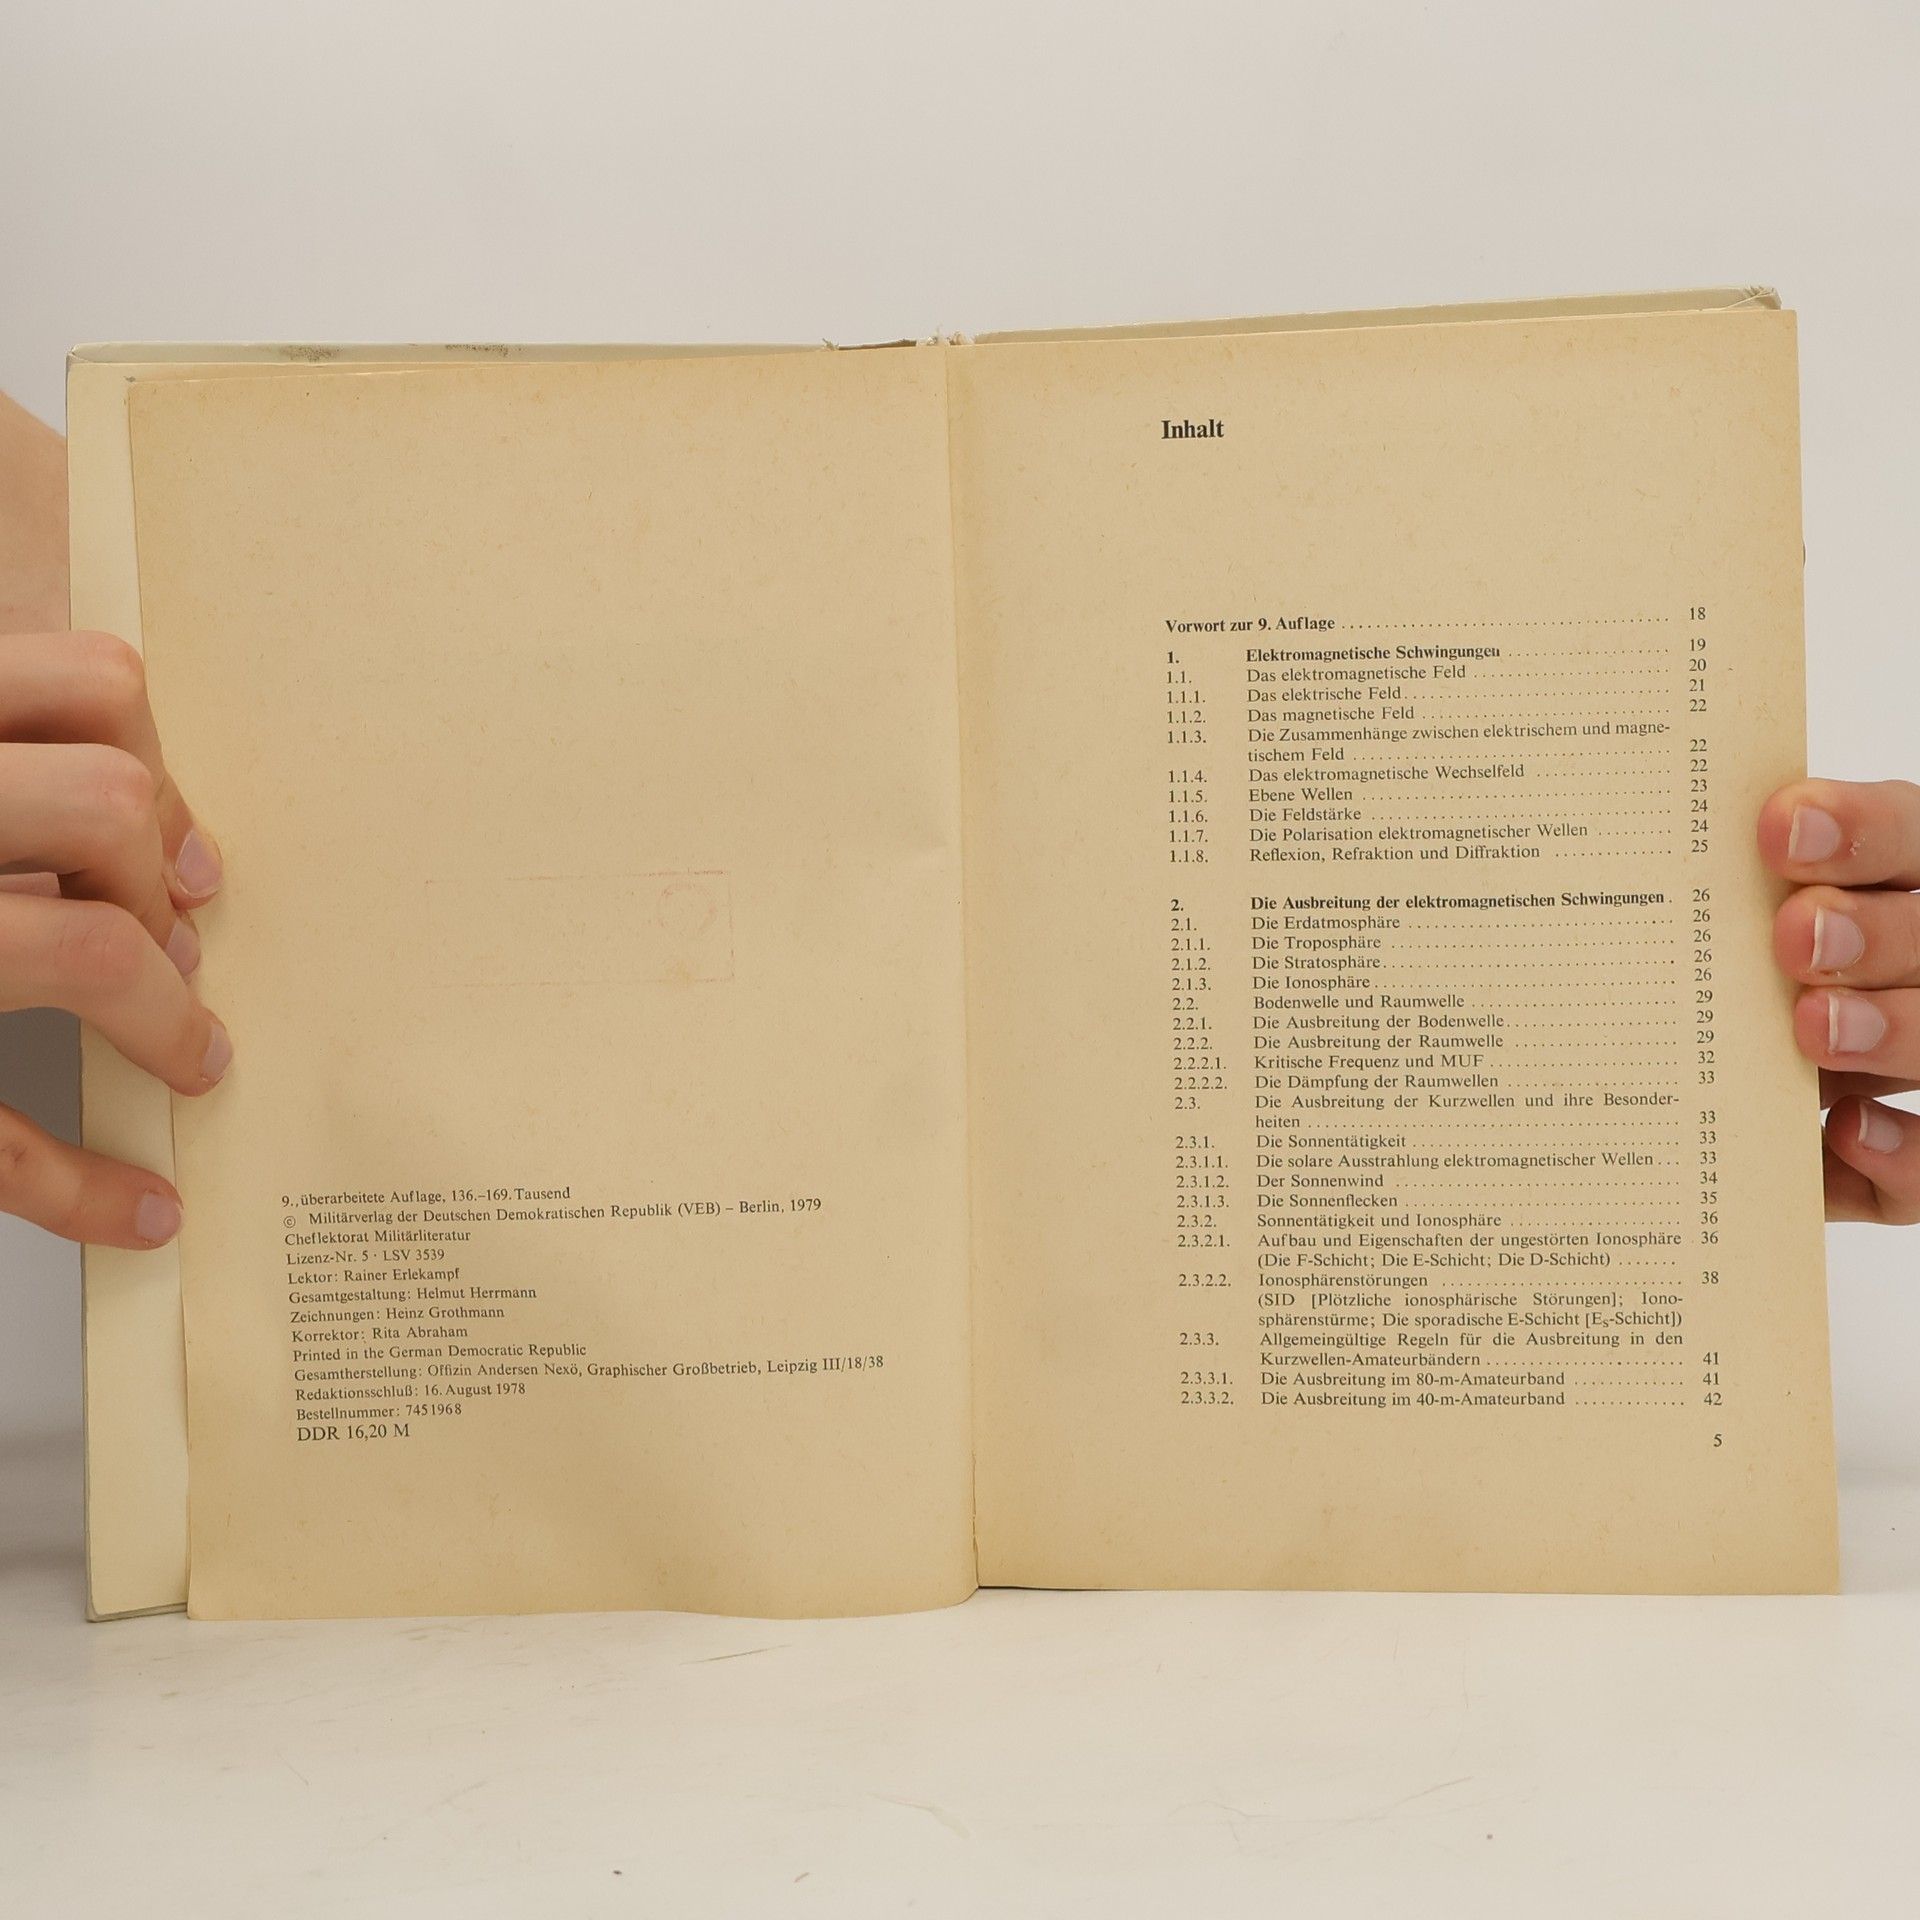 9., überarbeitete Auflage, 136.–169. Tausend
© Militärverlag der Deutschen Demokratischen Republik (VEB) – Berlin, 1979
Cheflektorat Militärliteratur
Lizenz-Nr. 5 · LSV 3539
Lektor: Rainer Erlekampf
Gesamtgestaltung: Helmut Herrmann
Zeichnungen: Heinz Grothmann
Korrektor: Rita Abraham
Printed in the German Democratic Republic
Gesamtherstellung: Offizin Andersen Nexö, Graphischer Großbetrieb, Leipzig III/18/38
Redaktionsschluß: 16. August 1978
Bestellnummer: 7451968
DDR 16,20 M
Inhalt
Vorwort zur 9. Auflage ........ 18
1. Elektromagnetische Schwingungen ........ 19
1.1. Das elektromagnetische Feld ........ 20
1.1.1. Das elektrische Feld ........ 21
1.1.2. Das magnetische Feld ........ 22
1.1.3. Die Zusammenhänge zwischen elektrischem und magne-
tischem Feld ........ 22
1.1.4. Das elektromagnetische Wechselfeld ........ 22
1.1.5. Ebene Wellen ........ 23
1.1.6. Die Feldstärke ........ 24
1.1.7. Die Polarisation elektromagnetischer Wellen ........ 24
1.1.8. Reflexion, Refraktion und Diffraktion ........ 25
2. Die Ausbreitung der elektromagnetischen Schwingungen . 26
2.1. Die Erdatmosphäre ........ 26
2.1.1. Die Troposphäre ........ 26
2.1.2. Die Stratosphäre ........ 26
2.1.3. Die Ionosphäre ........ 26
2.2. Bodenwelle und Raumwelle ........ 29
2.2.1. Die Ausbreitung der Bodenwelle ........ 29
2.2.2. Die Ausbreitung der Raumwelle ........ 29
2.2.2.1. Kritische Frequenz und MUF ........ 32
2.2.2.2. Die Dämpfung der Raumwellen ........ 33
2.3. Die Ausbreitung der Kurzwellen und ihre Besonder-
heiten ........ 33
2.3.1. Die Sonnentätigkeit ........ 33
2.3.1.1. Die solare Ausstrahlung elektromagnetischer Wellen ... 33
2.3.1.2. Der Sonnenwind ........ 34
2.3.1.3. Die Sonnenflecken ........ 35
2.3.2. Sonnentätigkeit und Ionosphäre ........ 36
2.3.2.1. Aufbau und Eigenschaften der ungestörten Ionosphäre . 36
(Die F-Schicht; Die E-Schicht; Die D-Schicht) .......
2.3.2.2. Ionosphärenstörungen ........ 38
(SID [Plötzliche ionosphärische Störungen]; Iono-
sphärenstürme; Die sporadische E-Schicht [Es-Schicht])
2.3.3. Allgemeingültige Regeln für die Ausbreitung in den
Kurzwellen-Amateurbändern ........ 41
2.3.3.1. Die Ausbreitung im 80-m-Amateurband ........ 41
2.3.3.2. Die Ausbreitung im 40-m-Amateurband ........ 42
5